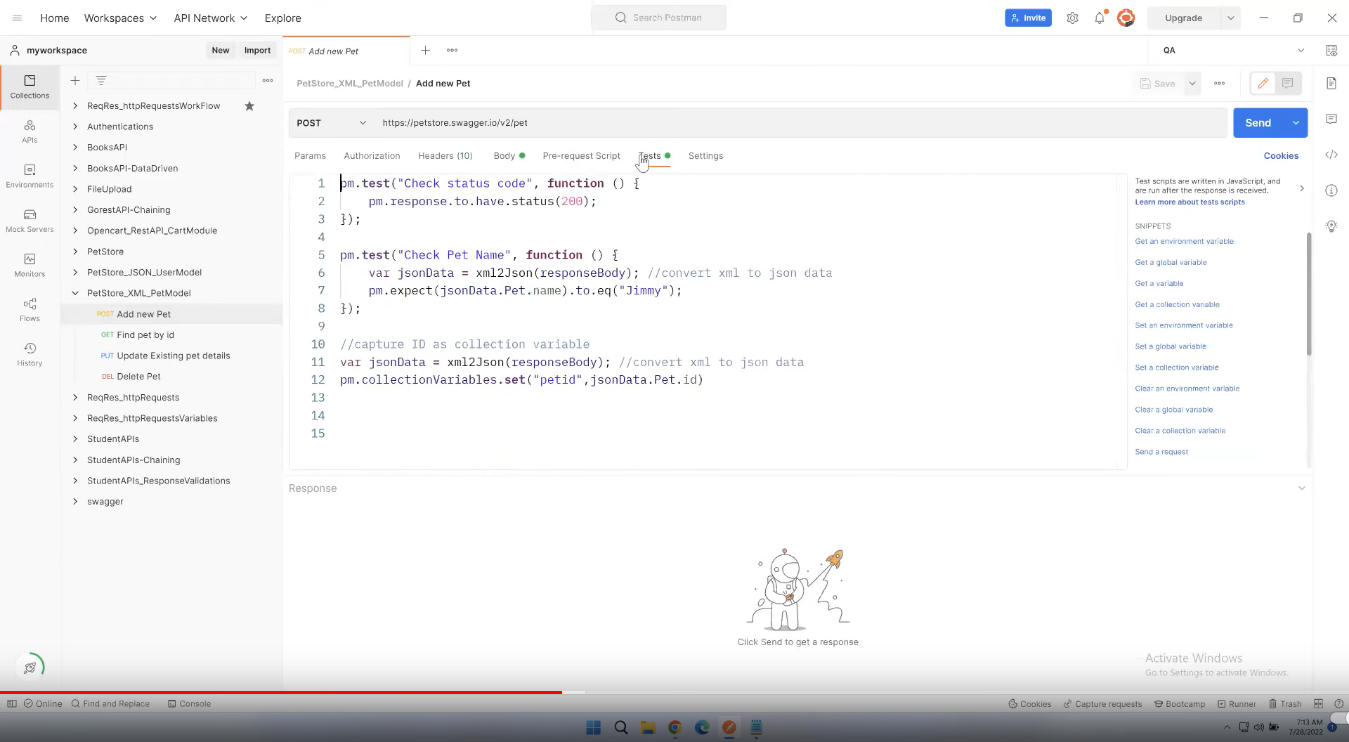 Home Workspaces API Network Explore Search Postman Invite Upgrade
myworkspace New Import POST Add new Pet QA
PetStore_XML_PetModel / Add new Pet Save
POST https://petstore.swagger.io/v2/pet Send
Params Authorization Headers (10) Body Pre-request Script Tests Settings Cookies
Collections
APIs
Environments
Mock Servers
Monitors
Flows
History
ReqRes_httpRequestsWorkFlow
Authentications
BooksAPI
BooksAPI-DataDriven
FileUpload
GorestAPI-Chaining
Opencart_RestAPI_CartModule
PetStore
PetStore_JSON_UserModel
PetStore_XML_PetModel
POST Add new Pet
GET Find pet by id
PUT Update Existing pet details
DEL Delete Pet
ReqRes_httpRequests
ReqRes_httpRequestsVariables
StudentAPIs
StudentAPIs-Chaining
StudentAPIs_ResponseValidations
swagger
1 pm.test("Check status code", function () {
2 pm.response.to.have.status(200);
3 });
4
5 pm.test("Check Pet Name", function () {
6 var jsonData = xml2Json(responseBody); //convert xml to json data
7 pm.expect(jsonData.Pet.name).to.eq("Jimmy");
8 });
9
10 //capture ID as collection variable
11 var jsonData = xml2Json(responseBody); //convert xml to json data
12 pm.collectionVariables.set("petid",jsonData.Pet.id)
13
14
15
Test scripts are written in JavaScript, and
are run after the response is received.
Learn more about tests scripts
SNIPPETS
Get an environment variable
Get a global variable
Get a variable
Get a collection variable
Set an environment variable
Set a global variable
Set a collection variable
Clear an environment variable
Clear a global variable
Clear a collection variable
Send a request
Response
Click Send to get a response
Activate Windows
Go to Settings to activate Windows.
Online Find and Replace Console Cookies Capture requests Bootcamp Runner Trash
7:13 AM
7/28/2022